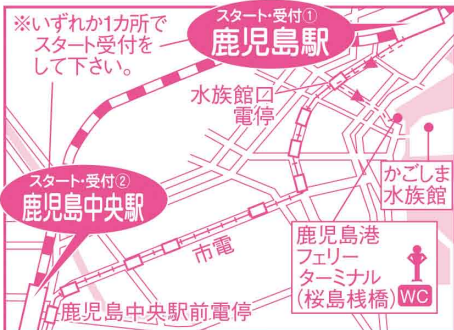 ※いずれか1カ所で
スタート受付を
して下さい。
スタート・受付①
鹿児島駅
水族館口
電停
かごしま
水族館
スタート・受付②
鹿児島中央駅
市電
鹿児島港
フェリー
ターミナル
(桜島桟橋)WC
鹿児島中央駅前電停